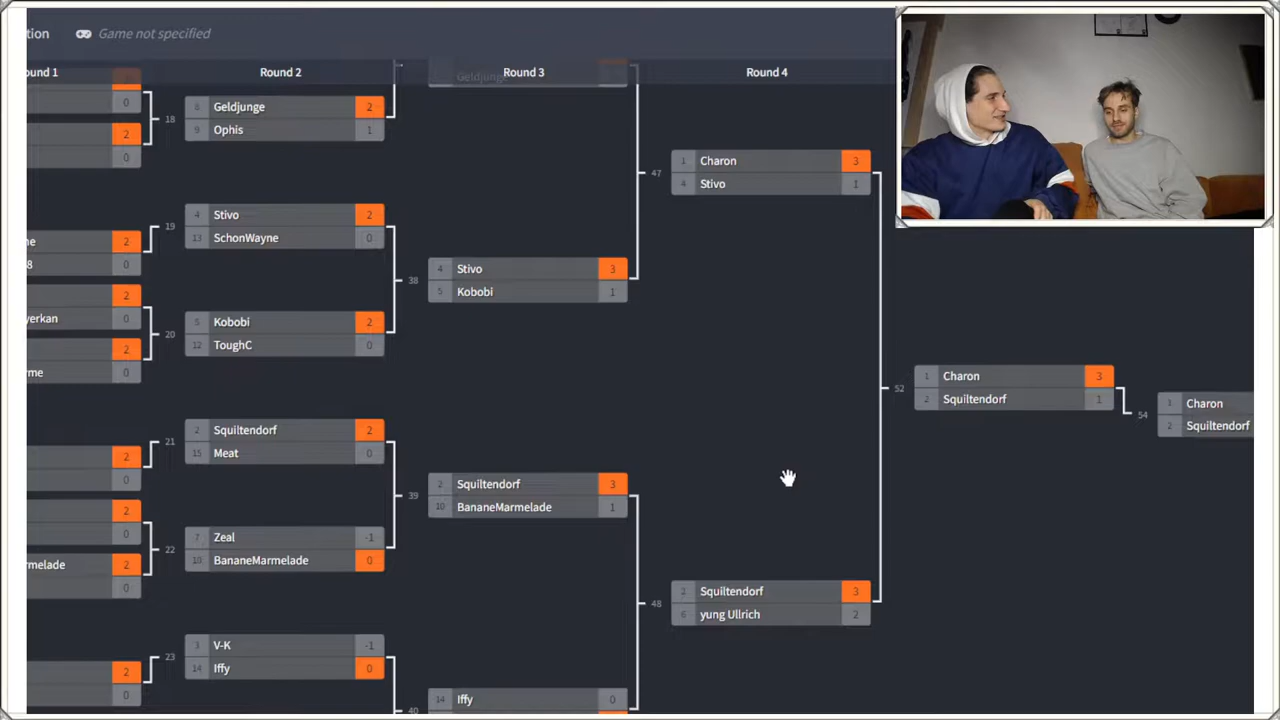 tion Game not specified
ound 1 Round 2 Round 3 Round 4
Geldjunge
0
18
8 Geldjunge 2
9 Ophis 1
2
0
47
1 Charon 3
4 Stivo 1
4 Stivo 2
13 SchonWayne 0
19
ne 2
8 0
38
4 Stivo 3
5 Kobobi 1
2
yerkan 0
20
5 Kobobi 2
12 ToughC 0
2
me 0
52
1 Charon 3
2 Squiltendorf 1
54
1 Charon
2 Squiltendorf
2 Squiltendorf 2
15 Meat 0
21
2
0
39
2 Squiltendorf 3
10 BananeMarmelade 1
2
0
22
7 Zeal -1
10 BananeMarmelade 0
rmelade 2
0
48
2 Squiltendorf 3
6 yung Ullrich 2
3 V-K -1
14 Iffy 0
23
2
0
40
14 Iffy 0